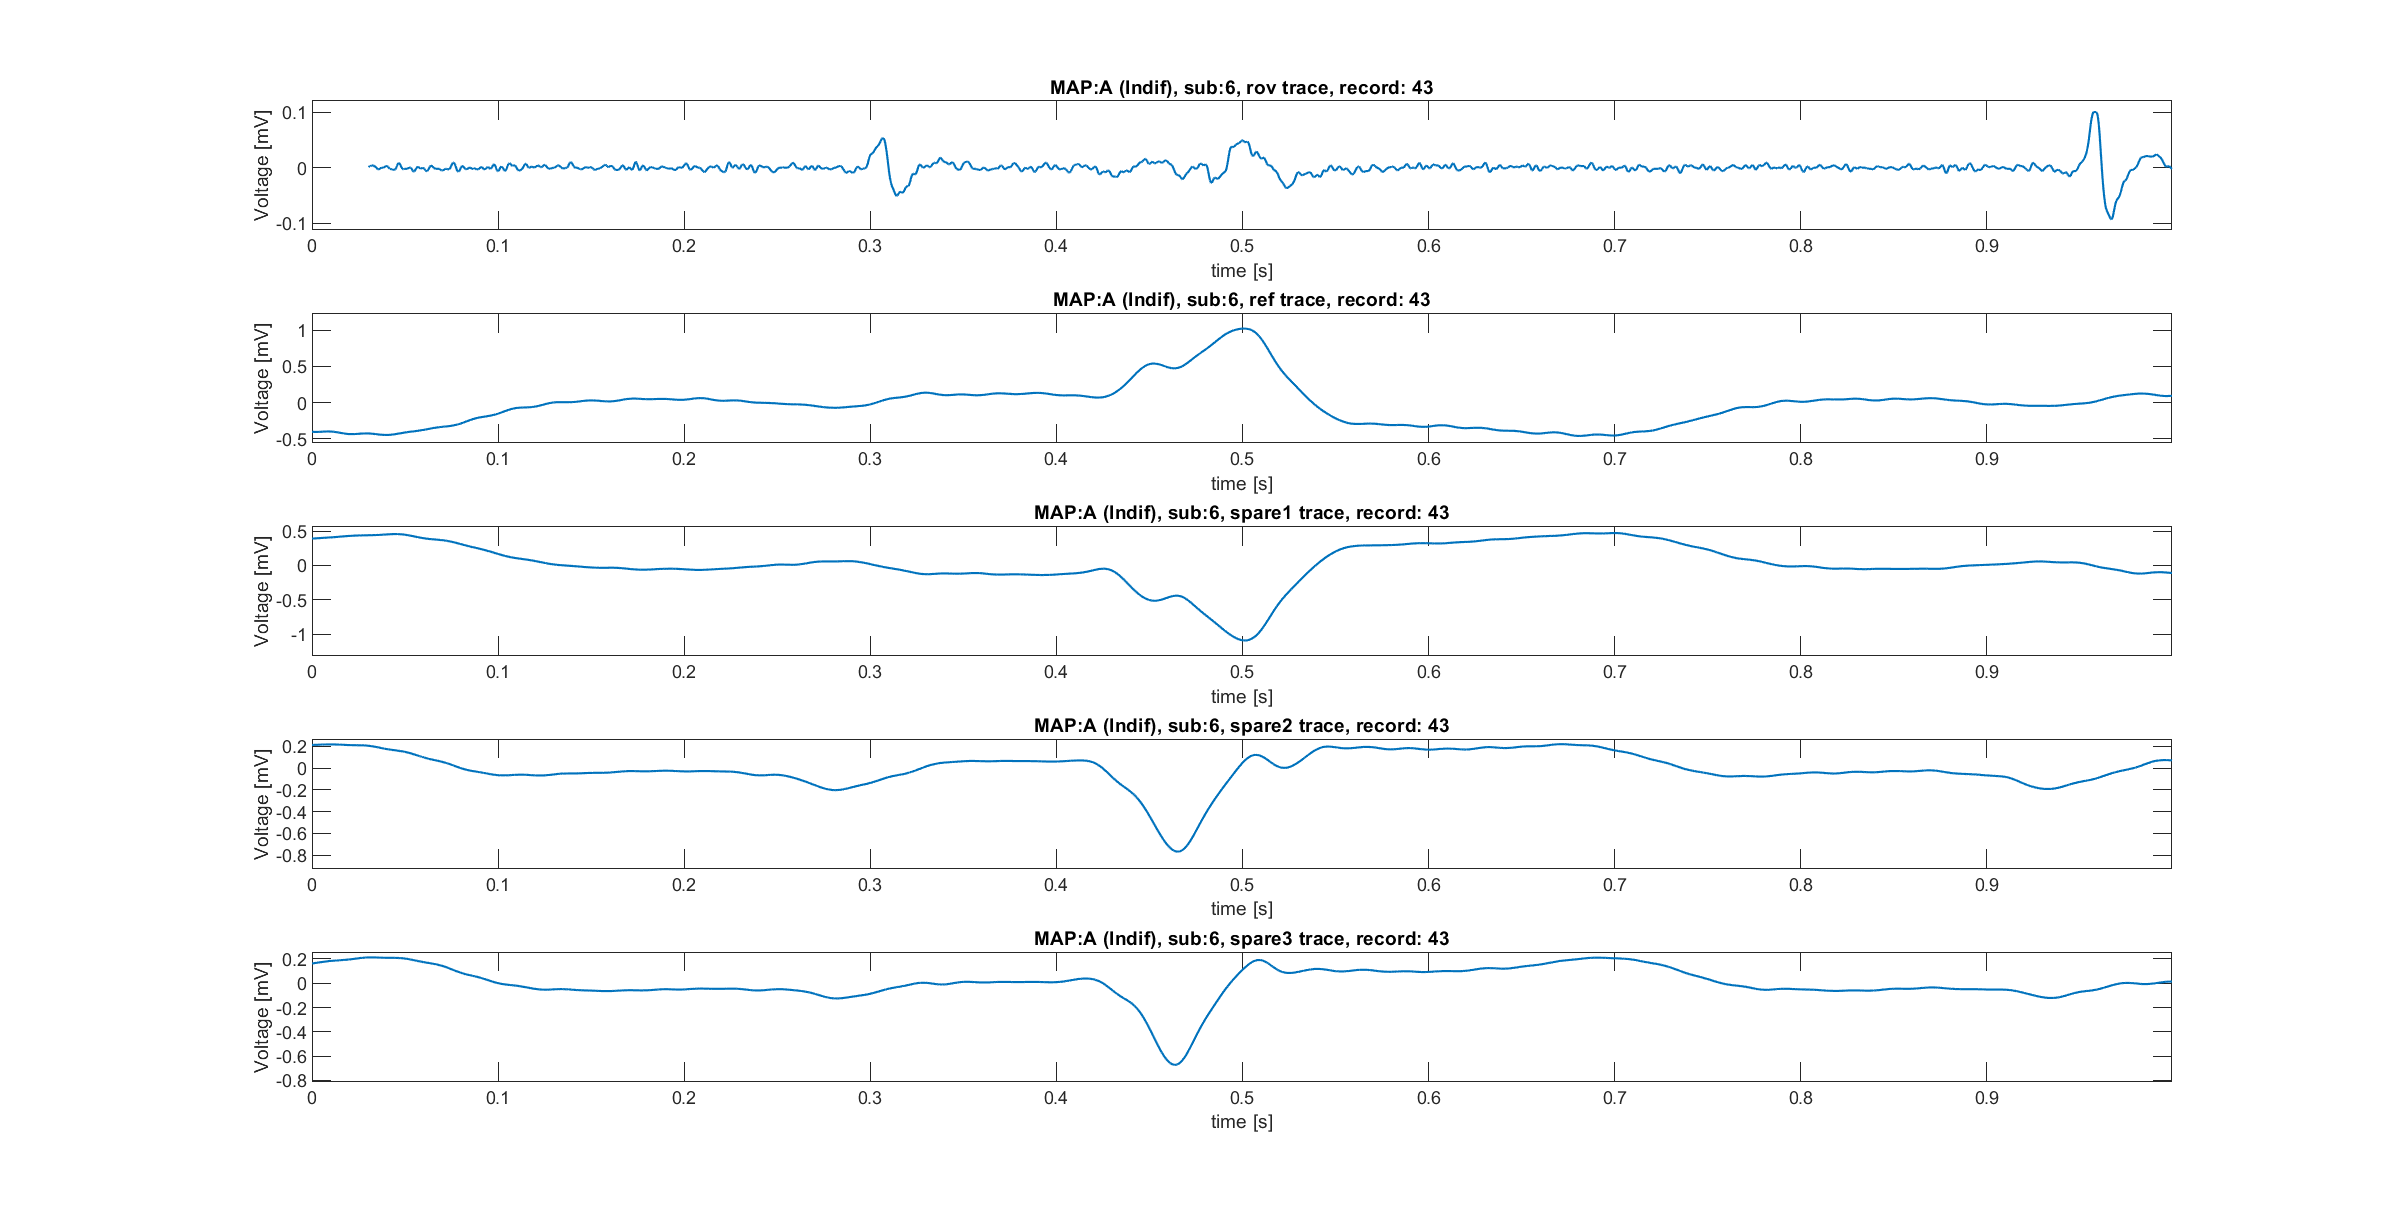 MAP:A (Indif), sub:6, rov trace, record: 43
Voltage [mV]
0.1
0
-0.1
0 0.1 0.2 0.3 0.4 0.5 0.6 0.7 0.8 0.9
time [s]
MAP:A (Indif), sub:6, ref trace, record: 43
Voltage [mV]
1
0.5
0
-0.5
0 0.1 0.2 0.3 0.4 0.5 0.6 0.7 0.8 0.9
time [s]
MAP:A (Indif), sub:6, spare1 trace, record: 43
Voltage [mV]
0.5
0
-0.5
-1
0 0.1 0.2 0.3 0.4 0.5 0.6 0.7 0.8 0.9
time [s]
MAP:A (Indif), sub:6, spare2 trace, record: 43
Voltage [mV]
0.2
0
-0.2
-0.4
-0.6
-0.8
0 0.1 0.2 0.3 0.4 0.5 0.6 0.7 0.8 0.9
time [s]
MAP:A (Indif), sub:6, spare3 trace, record: 43
Voltage [mV]
0.2
0
-0.2
-0.4
-0.6
-0.8
0 0.1 0.2 0.3 0.4 0.5 0.6 0.7 0.8 0.9
time [s]